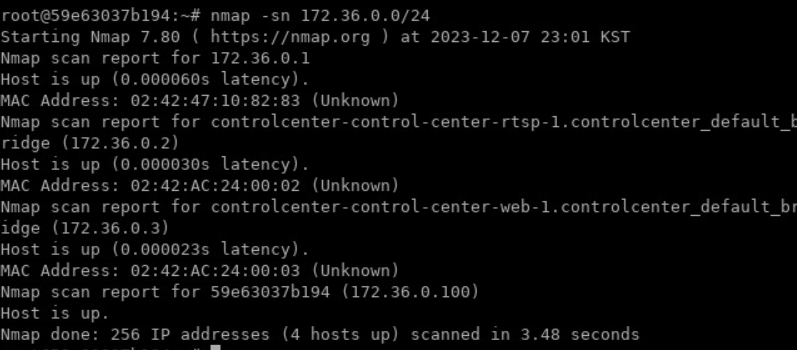 root@59e63037b194:~# nmap -sn 172.36.0.0/24
Starting Nmap 7.80 ( https://nmap.org ) at 2023-12-07 23:01 KST
Nmap scan report for 172.36.0.1
Host is up (0.000060s latency).
MAC Address: 02:42:47:10:82:83 (Unknown)
Nmap scan report for controlcenter-control-center-rtsp-1.controlcenter_default_b
ridge (172.36.0.2)
Host is up (0.000030s latency).
MAC Address: 02:42:AC:24:00:02 (Unknown)
Nmap scan report for controlcenter-control-center-web-1.controlcenter_default_br
idge (172.36.0.3)
Host is up (0.000023s latency).
MAC Address: 02:42:AC:24:00:03 (Unknown)
Nmap scan report for 59e63037b194 (172.36.0.100)
Host is up.
Nmap done: 256 IP addresses (4 hosts up) scanned in 3.48 seconds